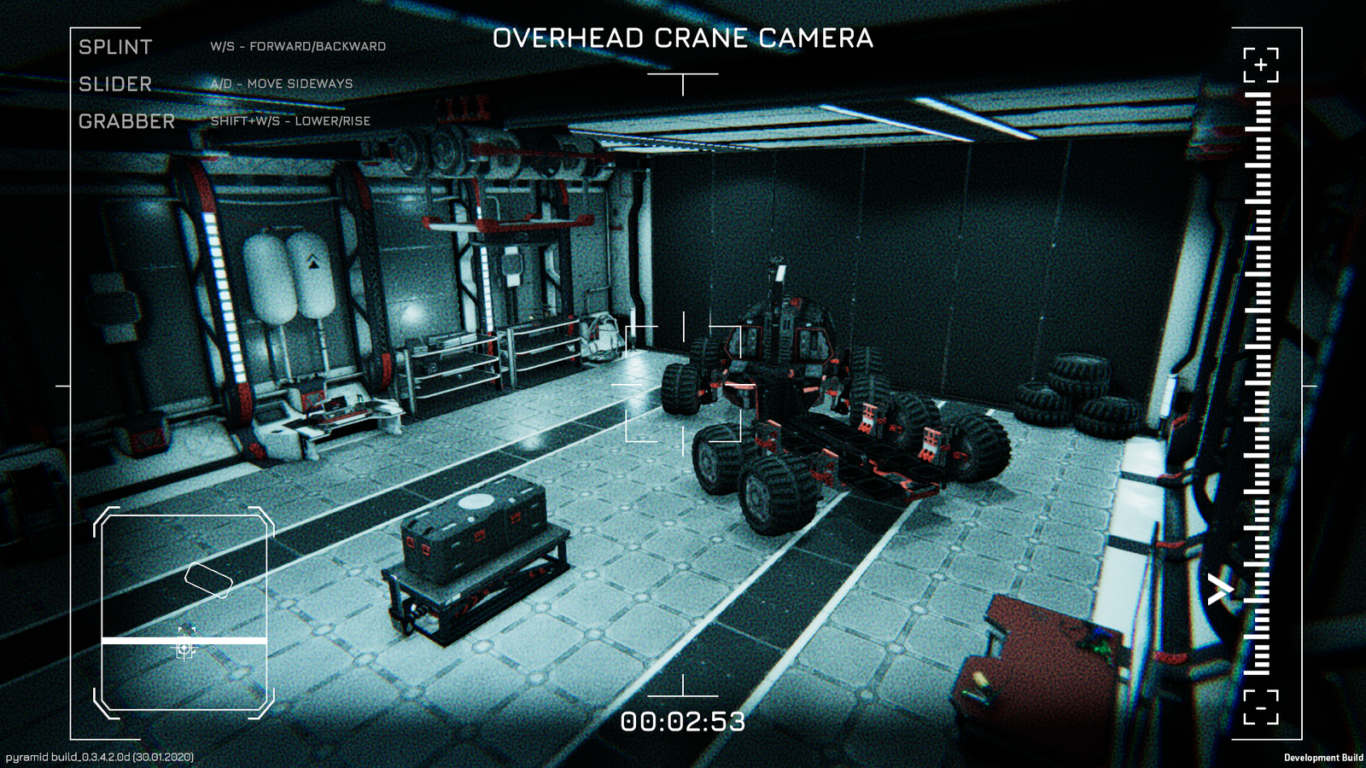 OVERHEAD CRANE CAMERA
SPLINT W/S - FORWARD/BACKWARD
SLIDER A/D - MOVE SIDEWAYS
GRABBER SHIFT+W/S - LOWER/RISE
00:02:53
pyramid build_0.3.4.2.0d (30.01.2020)
Development Build